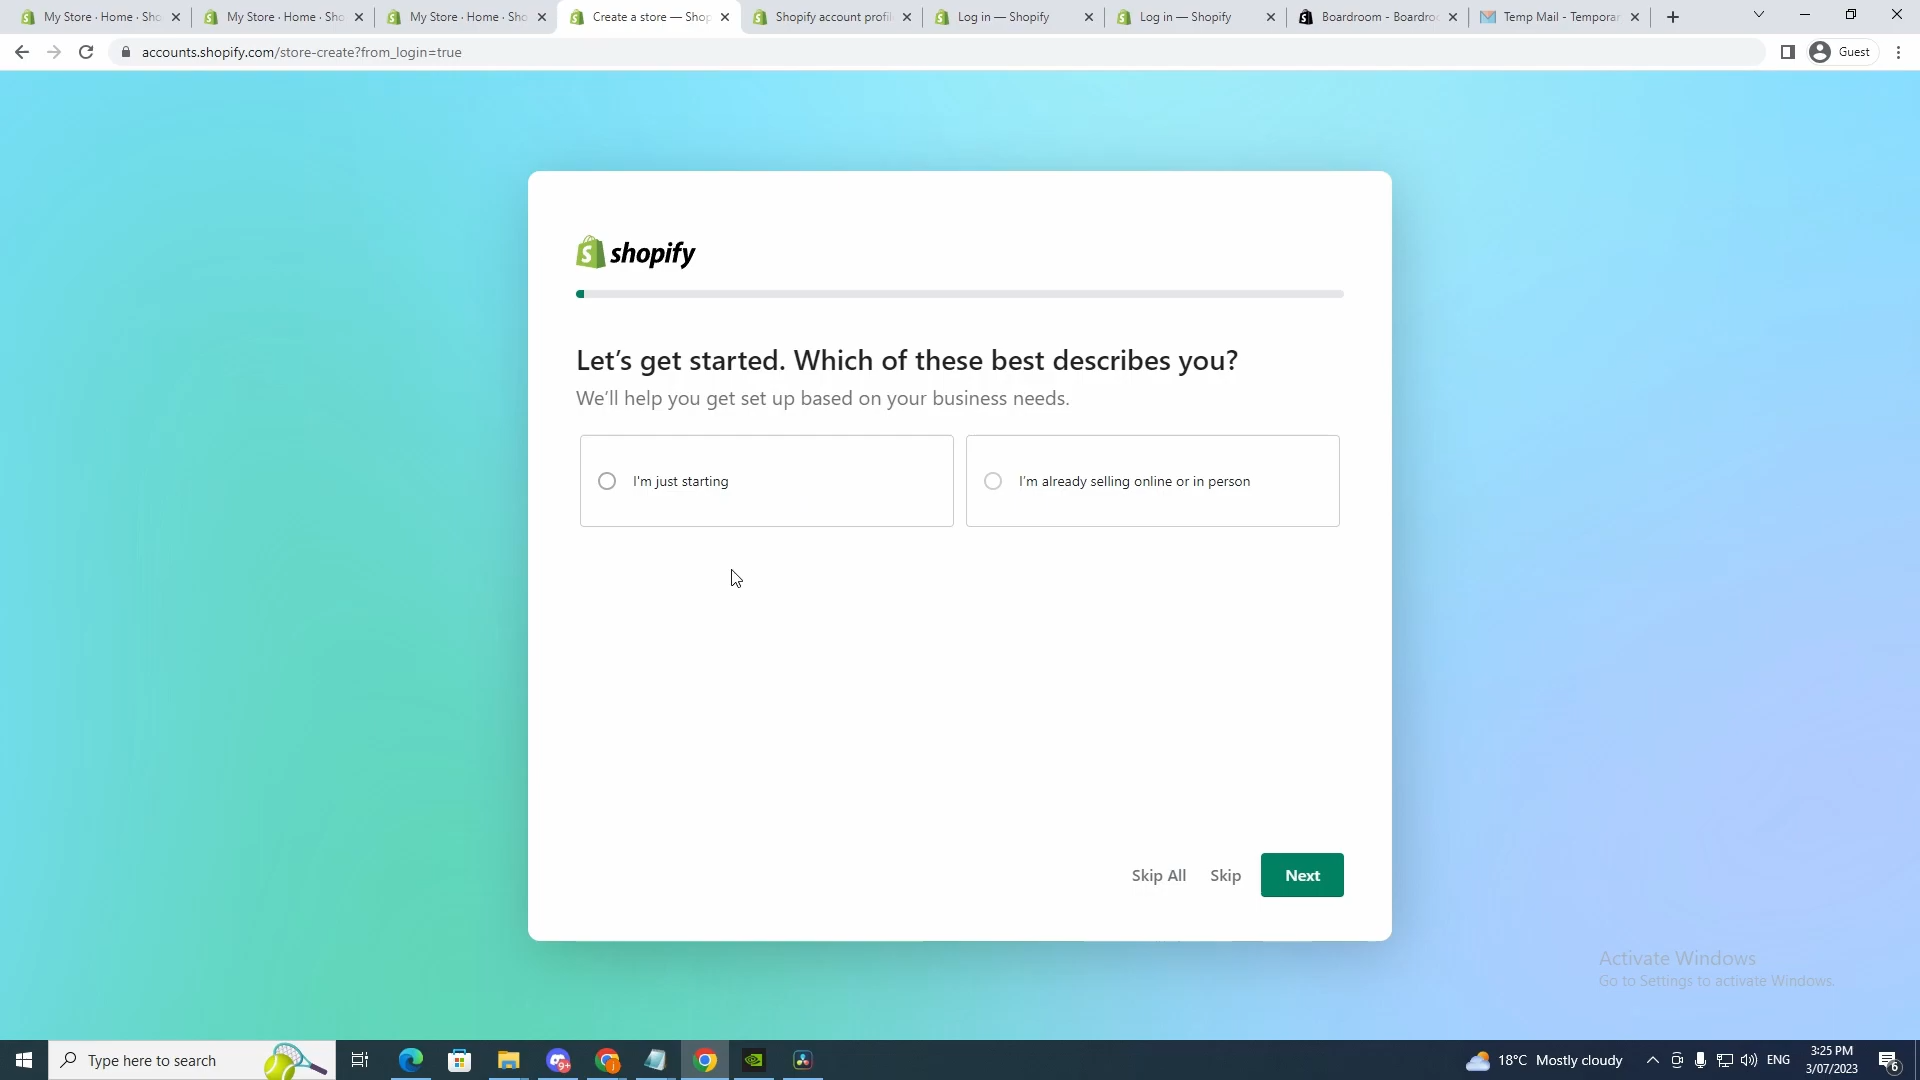 My Store · Home · Sho
My Store · Home · Sho
My Store · Home · Sho
Create a store — Shop
Shopify account profil
Log in — Shopify
Log in — Shopify
Boardroom - Boardroo
Temp Mail - Temporar
accounts.shopify.com/store-create?from_login=true
Guest
shopify
Let's get started. Which of these best describes you?
We'll help you get set up based on your business needs.
I'm just starting
I'm already selling online or in person
Skip All
Skip
Next
Activate Windows
Go to Settings to activate Windows.
Type here to search
9+
18°C Mostly cloudy
ENG
3:25 PM
3/07/2023
6